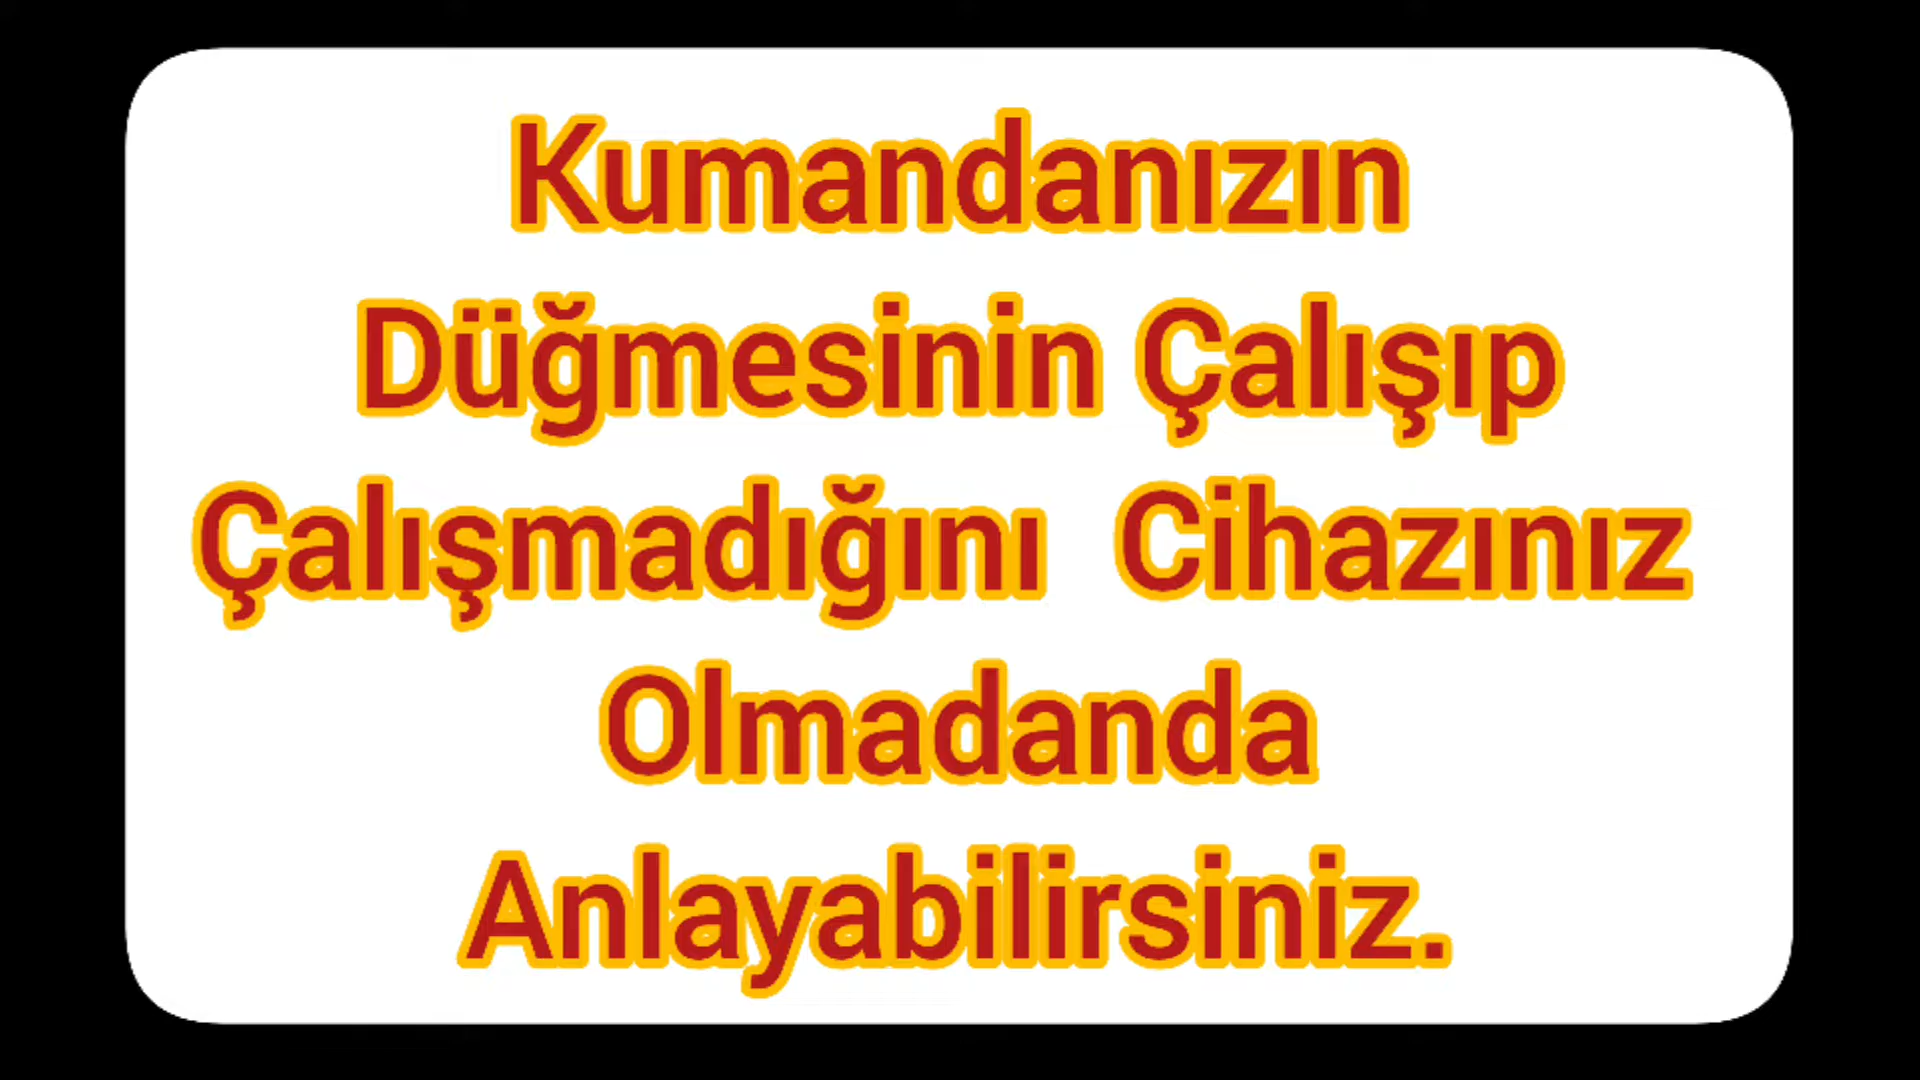 Kumandanızın
Düğmesinin Çalışıp
Çalışmadığını Cihazınız
Olmadanda
Anlayabilirsiniz.